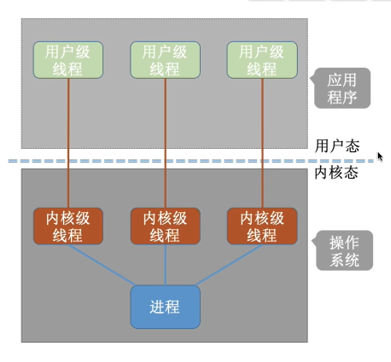 用户级 用户级 用户级
线程 线程 线程
应用
程序
用户态
内核态
内核级 内核级 内核级
线程 线程 线程
操作
系统
进程